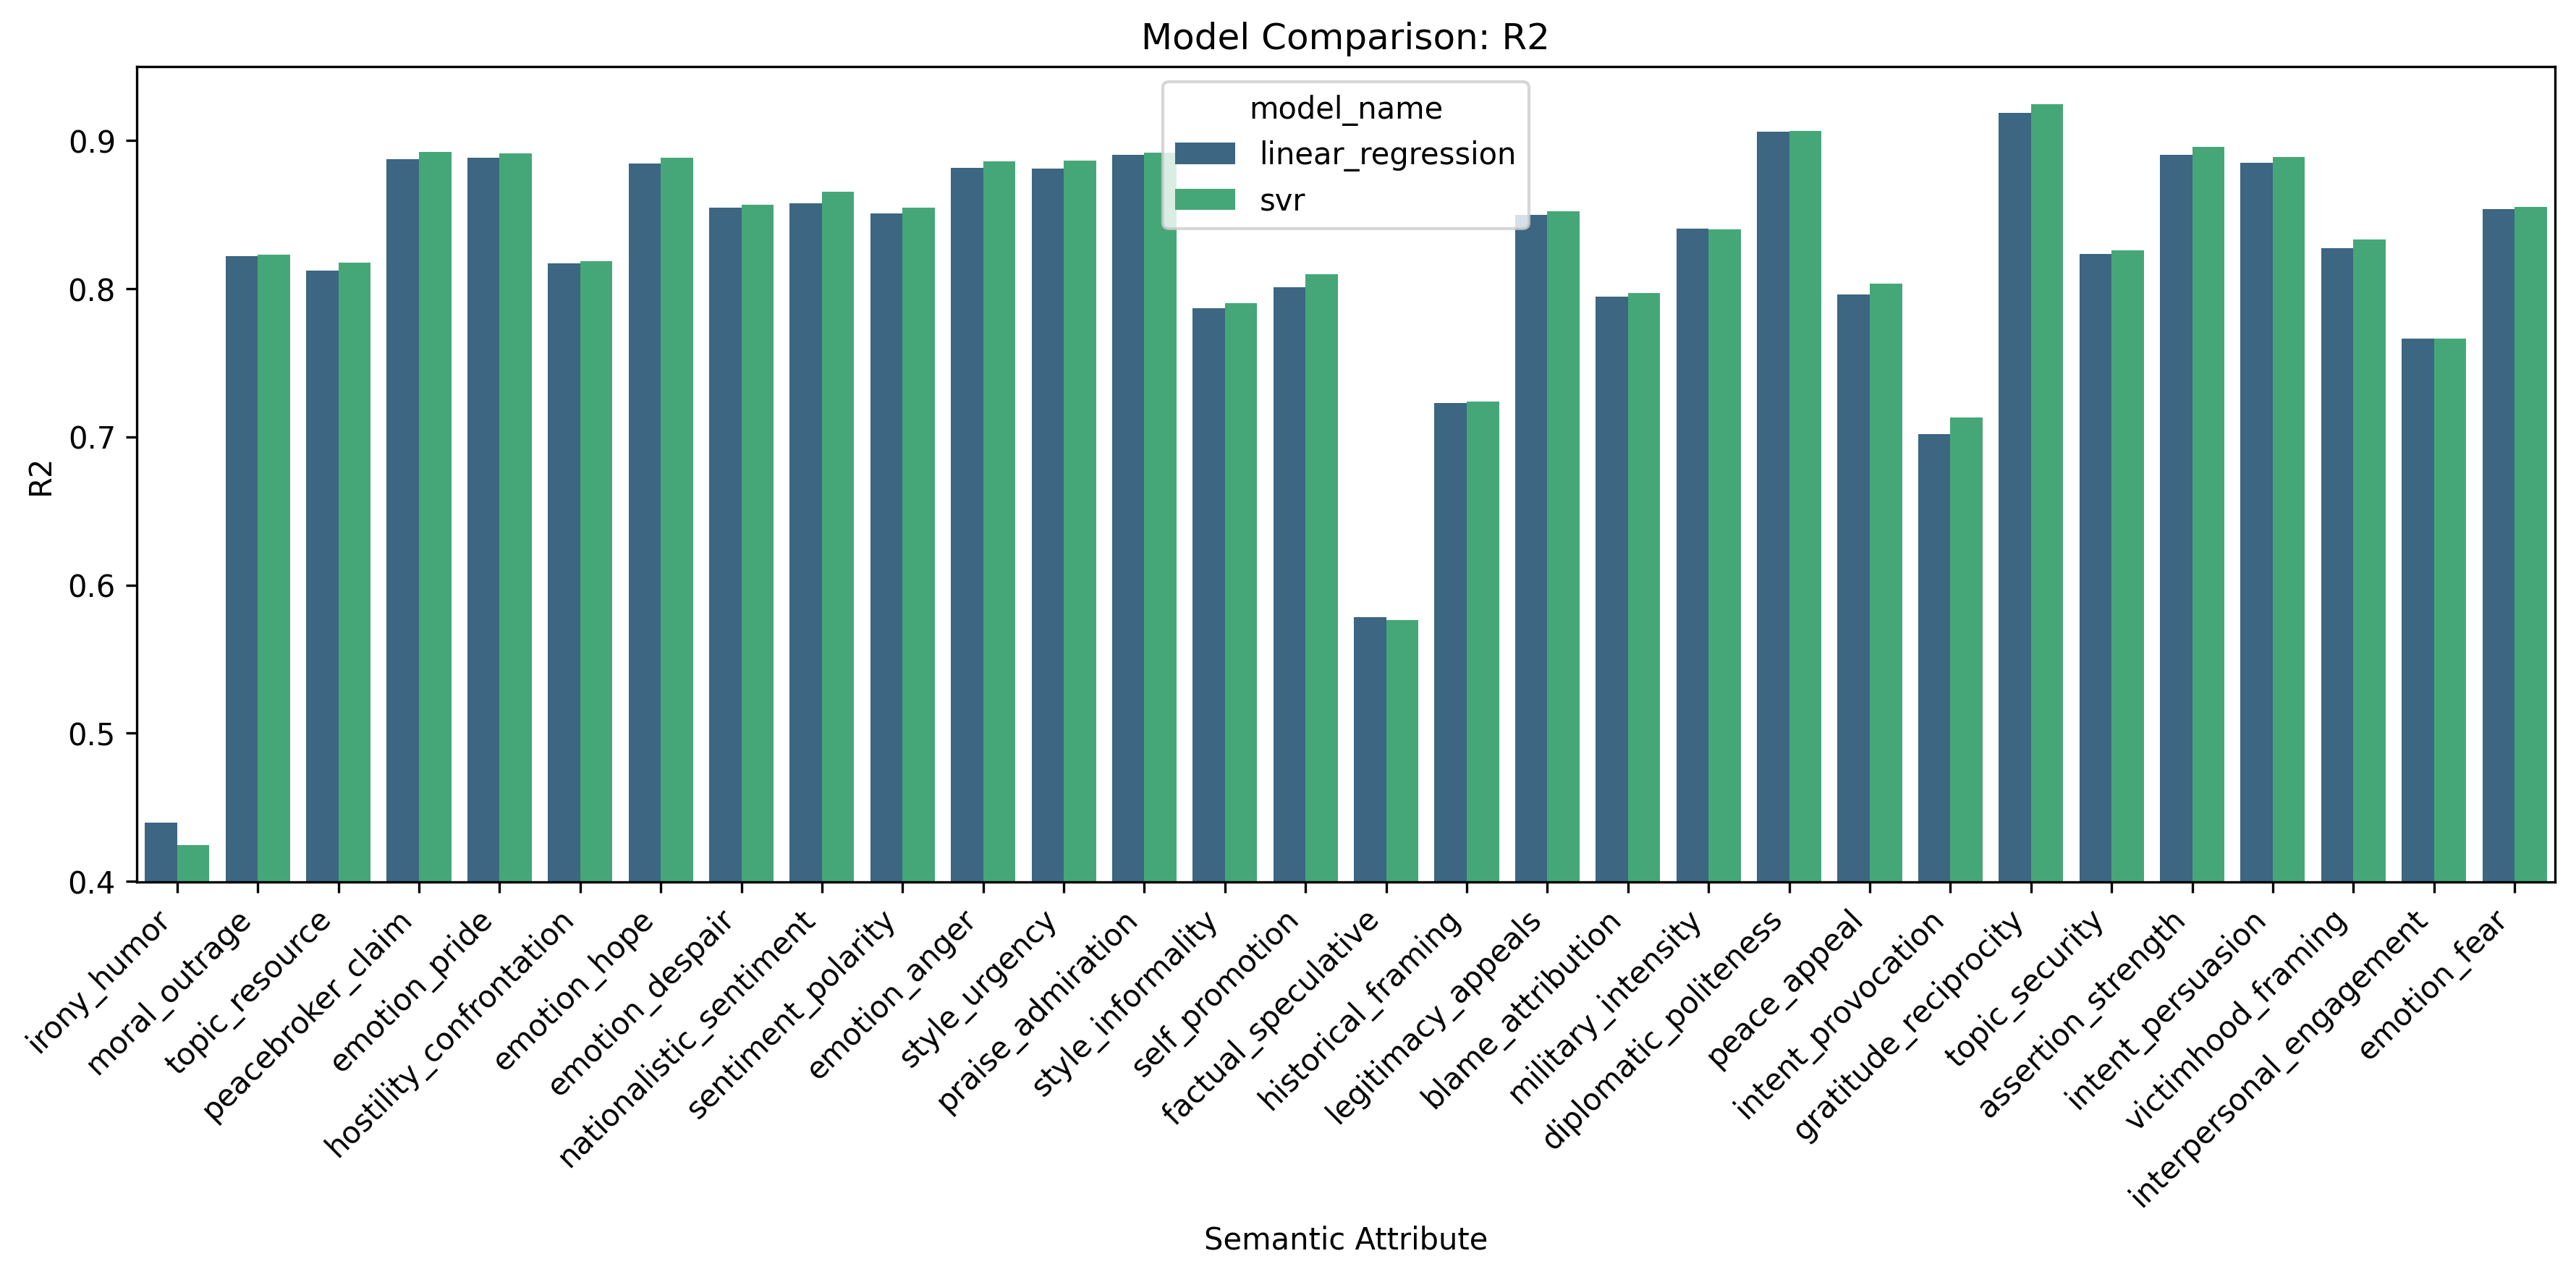 Model Comparison: R2
model_name
linear_regression
svr
R2
0.9
0.8
0.7
0.6
0.5
0.4
irony_humor
moral_outrage
topic_resource
peacebroker_claim
emotion_pride
hostility_confrontation
emotion_hope
emotion_despair
nationalistic_sentiment
sentiment_polarity
emotion_anger
style_urgency
praise_admiration
style_informality
self_promotion
factual_speculative
historical_framing
legitimacy_appeals
blame_attribution
military_intensity
diplomatic_politeness
peace_appeal
intent_provocation
gratitude_reciprocity
topic_security
assertion_strength
intent_persuasion
victimhood_framing
interpersonal_engagement
emotion_fear
Semantic Attribute